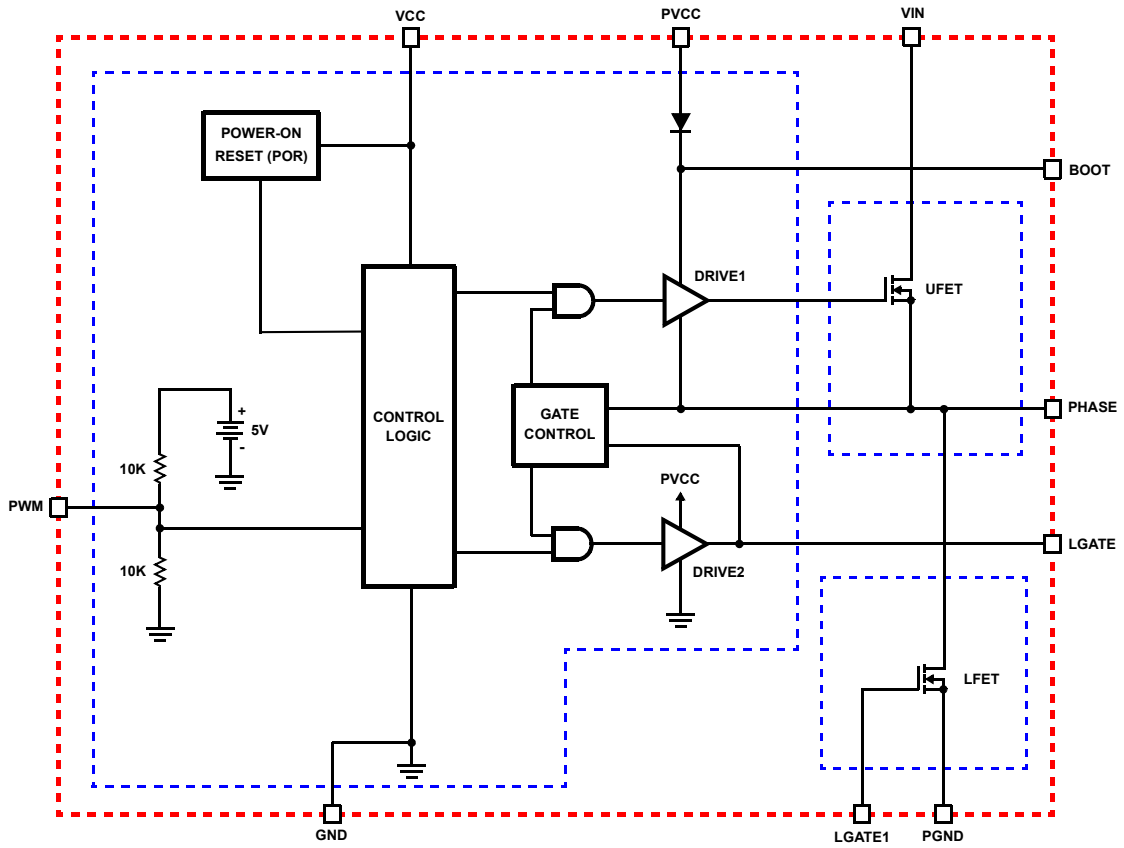 VCC
PVCC
VIN
POWER-ON
RESET (POR)
BOOT
DRIVE1
UFET
CONTROL
LOGIC
GATE
CONTROL
PHASE
+
5V
-
10K
PWM
PVCC
LGATE
10K
DRIVE2
LFET
GND
LGATE1
PGND